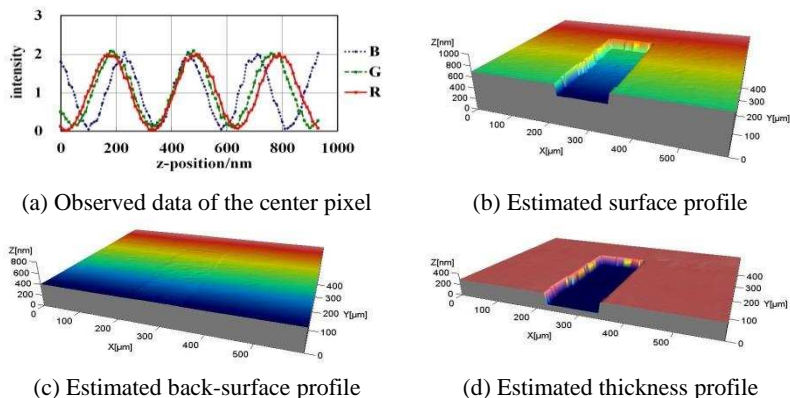 intensity
3
2
1
0
0 200 400 600 800 1000
z-position/nm
B
G
R
(a) Observed data of the center pixel
Z[nm]
1000
800
600
400
200
0
100
200
300
400
500
X[µm]
400
300
200
100
0
Y[µm]
(b) Estimated surface profile
Z[nm]
800
600
400
200
0
0
100
200
300
400
500
X[µm]
400
300
200
100
0
Y[µm]
(c) Estimated back-surface profile
Z[nm]
400
200
0
0
100
200
300
400
500
X[µm]
400
300
200
100
0
Y[µm]
(d) Estimated thickness profile